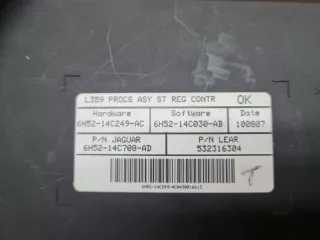 L359 PROCS ASY ST REG CONTR OK
Hardware Software Date
6H52-14C249-AC 6H52-14C030-AB 100807
P/N JAGUAR P/N LEAR
6H52-14C708-AD 532316304